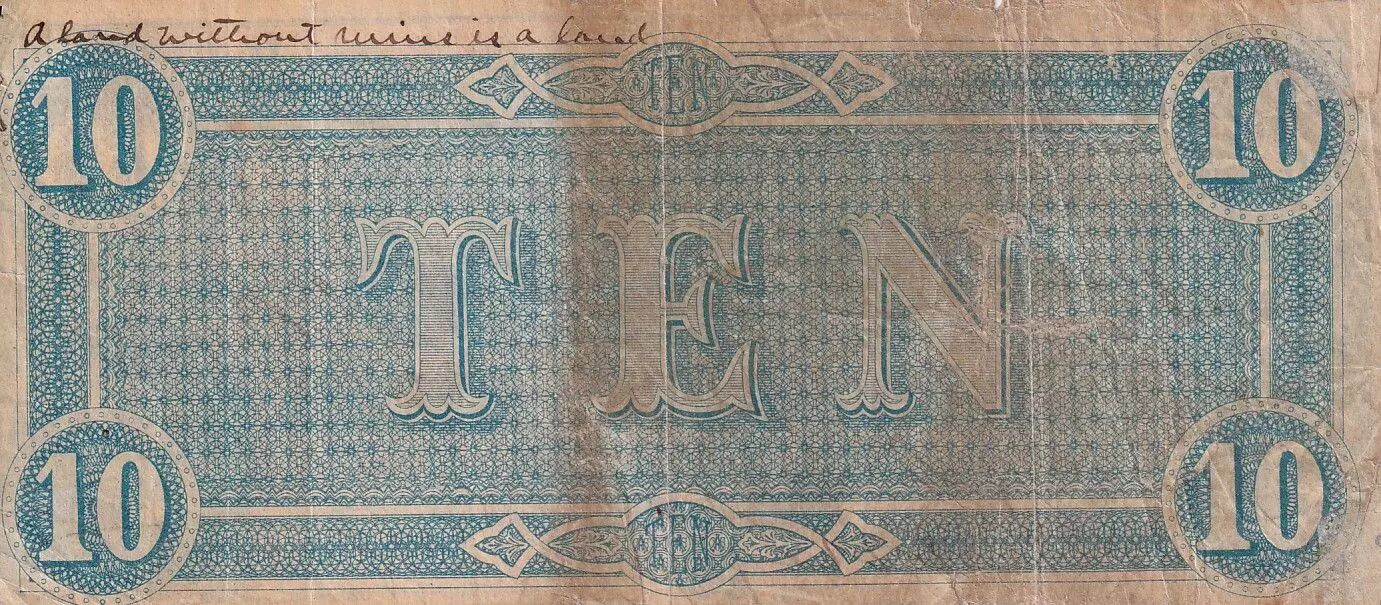 A land without ruins is a land
10 TEN 10
TEN
10 TEN 10